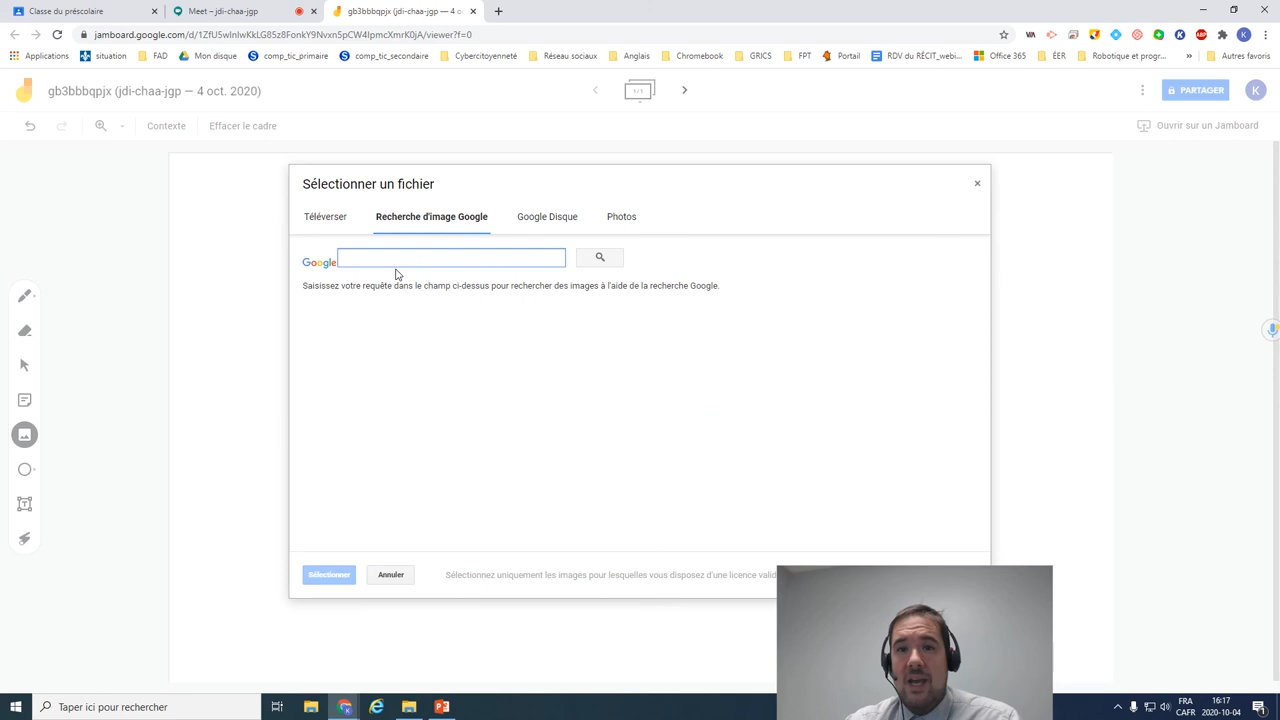 Classe du préscolaire
Meet – jdi-chaa-jgp
gb3bbbqpjx (jdi-chaa-jgp — 4 o
jamboard.google.com/d/1ZfU5wInIwKkLG85z8FonkY9Nvxn5pCW4IpmcXmrK0jA/viewer?f=0
Applications
situation
FAD
Mon disque
comp_tic_primaire
comp_tic_secondaire
Cybercitoyenneté
Réseau sociaux
Anglais
Chromebook
GRICS
FPT
Portail
RDV du RÉCIT_webi...
Office 365
ÉER
Robotique et progr...
»
Autres favoris
gb3bbbqpjx (jdi-chaa-jgp — 4 oct. 2020)
1/1
PARTAGER
K
Contexte
Effacer le cadre
Ouvrir sur un Jamboard
Sélectionner un fichier
Téléverser
Recherche d'image Google
Google Disque
Photos
Google
Saisissez votre requête dans le champ ci-dessus pour rechercher des images à l'aide de la recherche Google.
Sélectionner
Annuler
Sélectionnez uniquement les images pour lesquelles vous disposez d'une licence valid
Taper ici pour rechercher
FRA
CAFR
16:17
2020-10-04